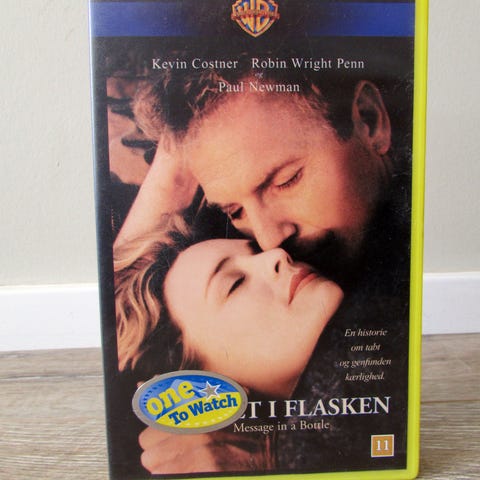 WB
Kevin Costner Robin Wright Penn
og
Paul Newman
En historie
om tabt
og genfunden
kærlighed.
one
To Watch
ET I FLASKEN
Message in a Bottle
11